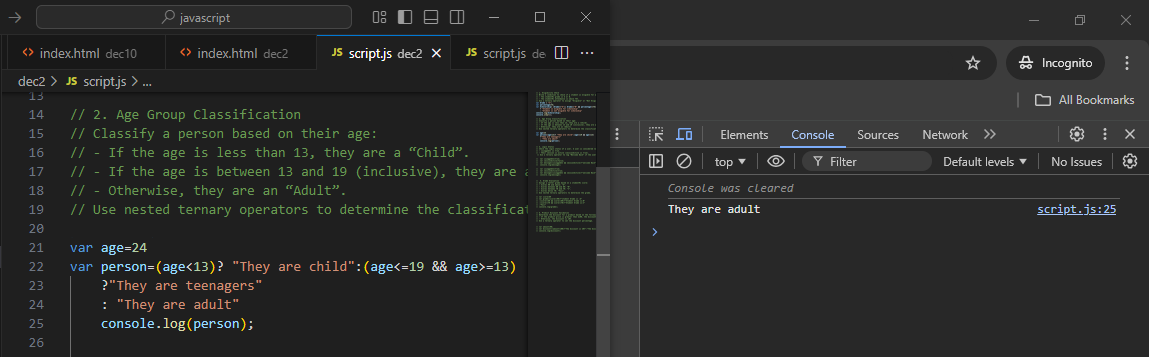 javascript
index.html dec10
index.html dec2
script.js dec2
script.js de
dec2 > JS script.js > ...
13
14 // 2. Age Group Classification
15 // Classify a person based on their age:
16 // - If the age is less than 13, they are a “Child”.
17 // - If the age is between 13 and 19 (inclusive), they are a
18 // - Otherwise, they are an “Adult”.
19 // Use nested ternary operators to determine the classificat
20
21 var age=24
22 var person=(age<13)? "They are child":(age<=19 && age>=13)
23 ?"They are teenagers"
24 : "They are adult"
25 console.log(person);
26
Incognito
All Bookmarks
Elements Console Sources Network
top Filter Default levels No Issues
Console was cleared
They are adult script.js:25